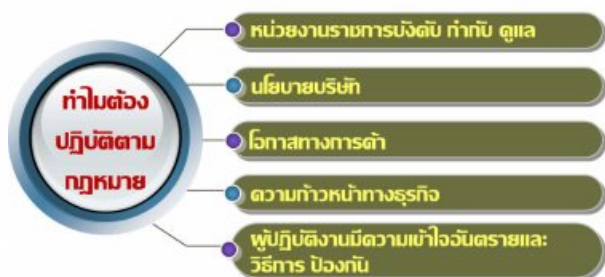 ทำไมต้อง
ปฏิบัติตาม
กฎหมาย
หน่วยงานราชการบังคับ กำกับ ดูแล
นโยบายบริษัท
โอกาสทางการค้า
ความก้าวหน้าทางธุรกิจ
ผู้ปฏิบัติงานมีความเข้าใจอันตรายและ
วิธีการ ป้องกัน